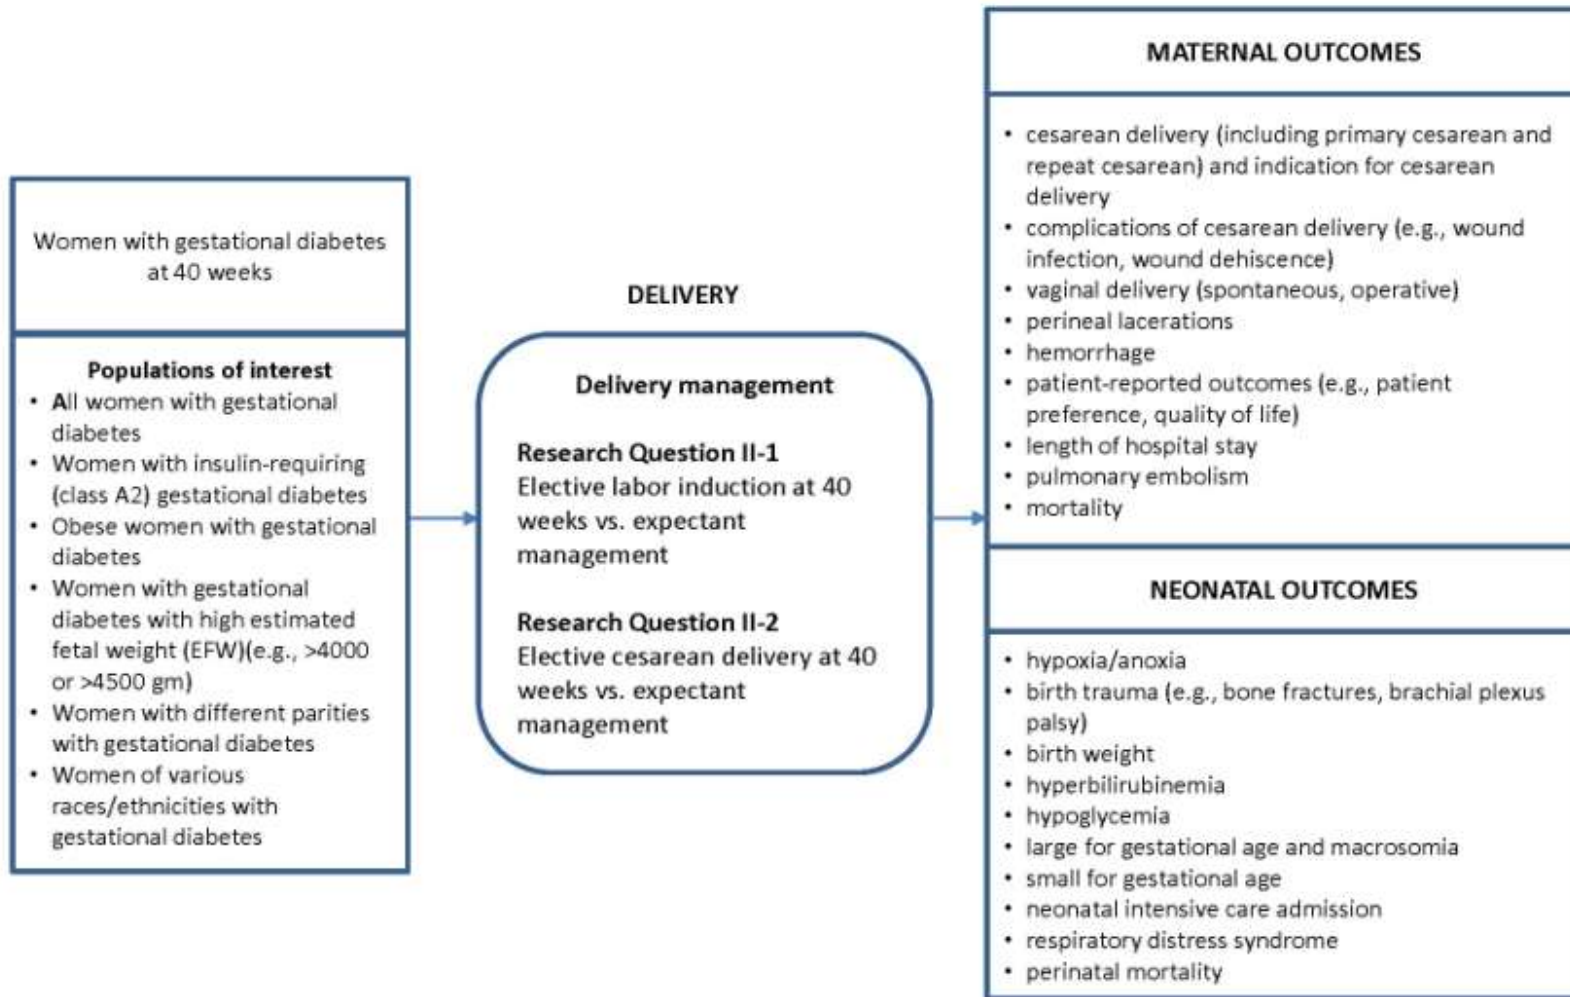 Women with gestational diabetes
at 40 weeks
Populations of interest
• All women with gestational
diabetes
• Women with insulin-requiring
(class A2) gestational diabetes
• Obese women with gestational
diabetes
• Women with gestational
diabetes with high estimated
fetal weight (EFW)(e.g., >4000
or >4500 gm)
• Women with different parities
with gestational diabetes
• Women of various
races/ethnicities with
gestational diabetes
DELIVERY
Delivery management
Research Question II-1
Elective labor induction at 40
weeks vs. expectant
management
Research Question II-2
Elective cesarean delivery at 40
weeks vs. expectant
management
MATERNAL OUTCOMES
• cesarean delivery (including primary cesarean and
repeat cesarean) and indication for cesarean
delivery
• complications of cesarean delivery (e.g., wound
infection, wound dehiscence)
• vaginal delivery (spontaneous, operative)
• perineal lacerations
• hemorrhage
• patient-reported outcomes (e.g., patient
preference, quality of life)
• length of hospital stay
• pulmonary embolism
• mortality
NEONATAL OUTCOMES
• hypoxia/anoxia
• birth trauma (e.g., bone fractures, brachial plexus
palsy)
• birth weight
• hyperbilirubinemia
• hypoglycemia
• large for gestational age and macrosomia
• small for gestational age
• neonatal intensive care admission
• respiratory distress syndrome
• perinatal mortality